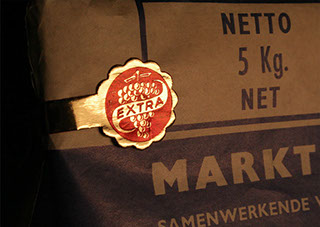 NETTO
5 Kg.
NET
EXTRA
MARKT
SAMENWERKENDE V